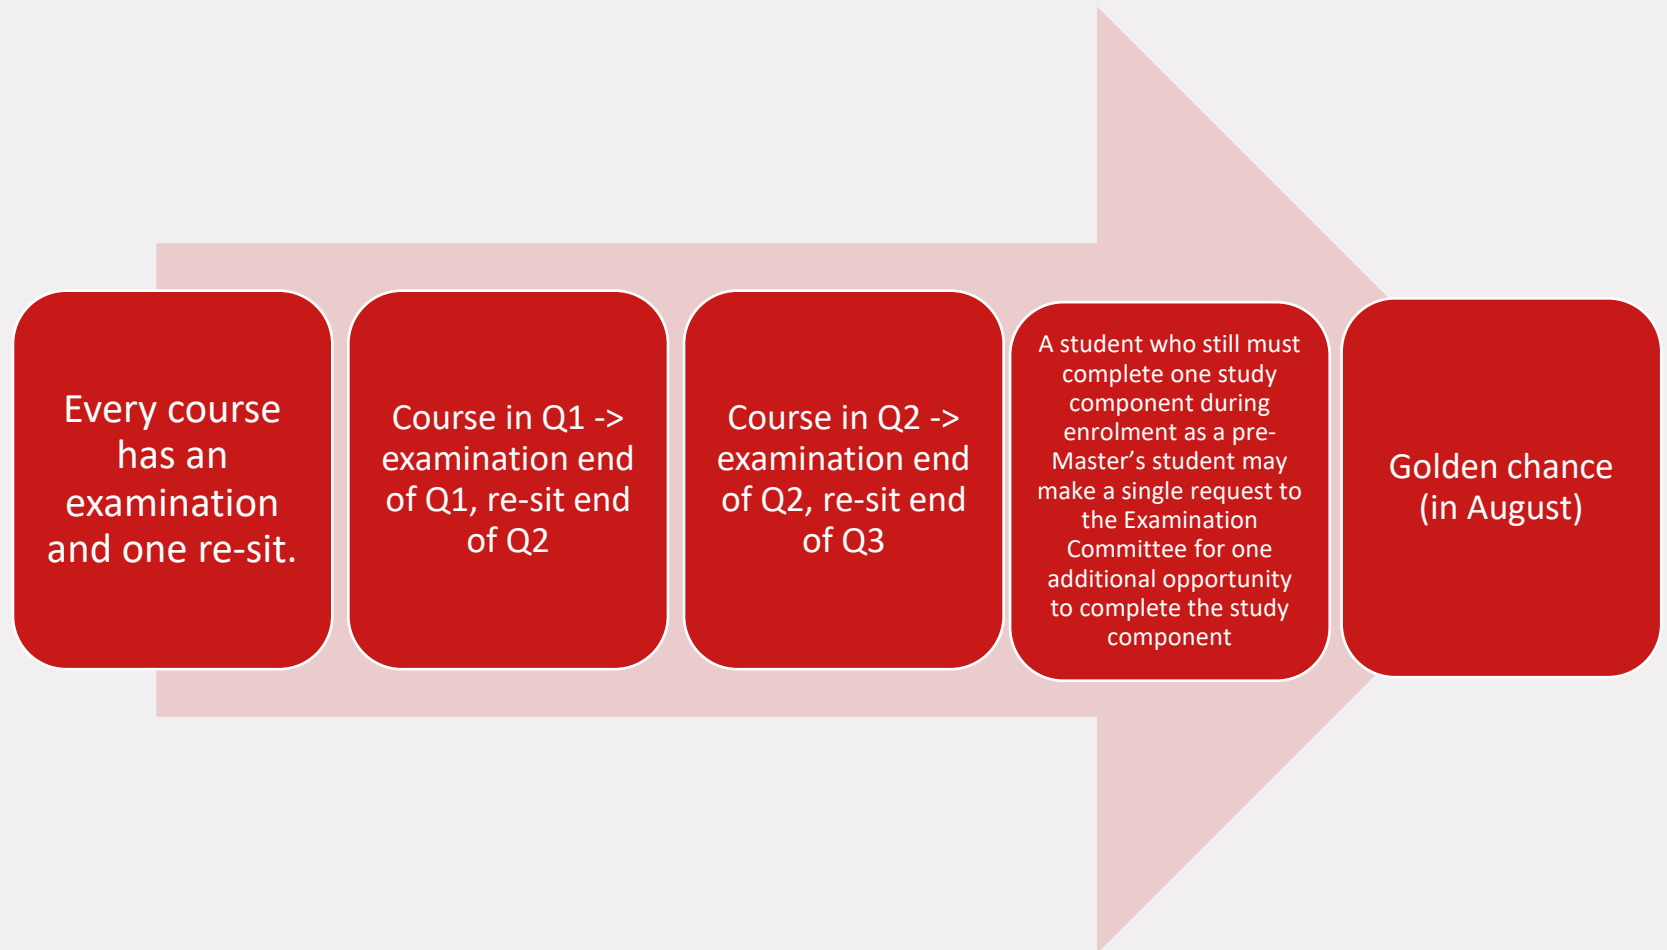 Every course
has an
examination
and one re-sit.
Course in Q1 ->
examination end
of Q1, re-sit end
of Q2
Course in Q2 ->
examination end
of Q2, re-sit end
of Q3
A student who still must
complete one study
component during
enrolment as a pre-
Master’s student may
make a single request to
the Examination
Committee for one
additional opportunity
to complete the study
component
Golden chance
(in August)